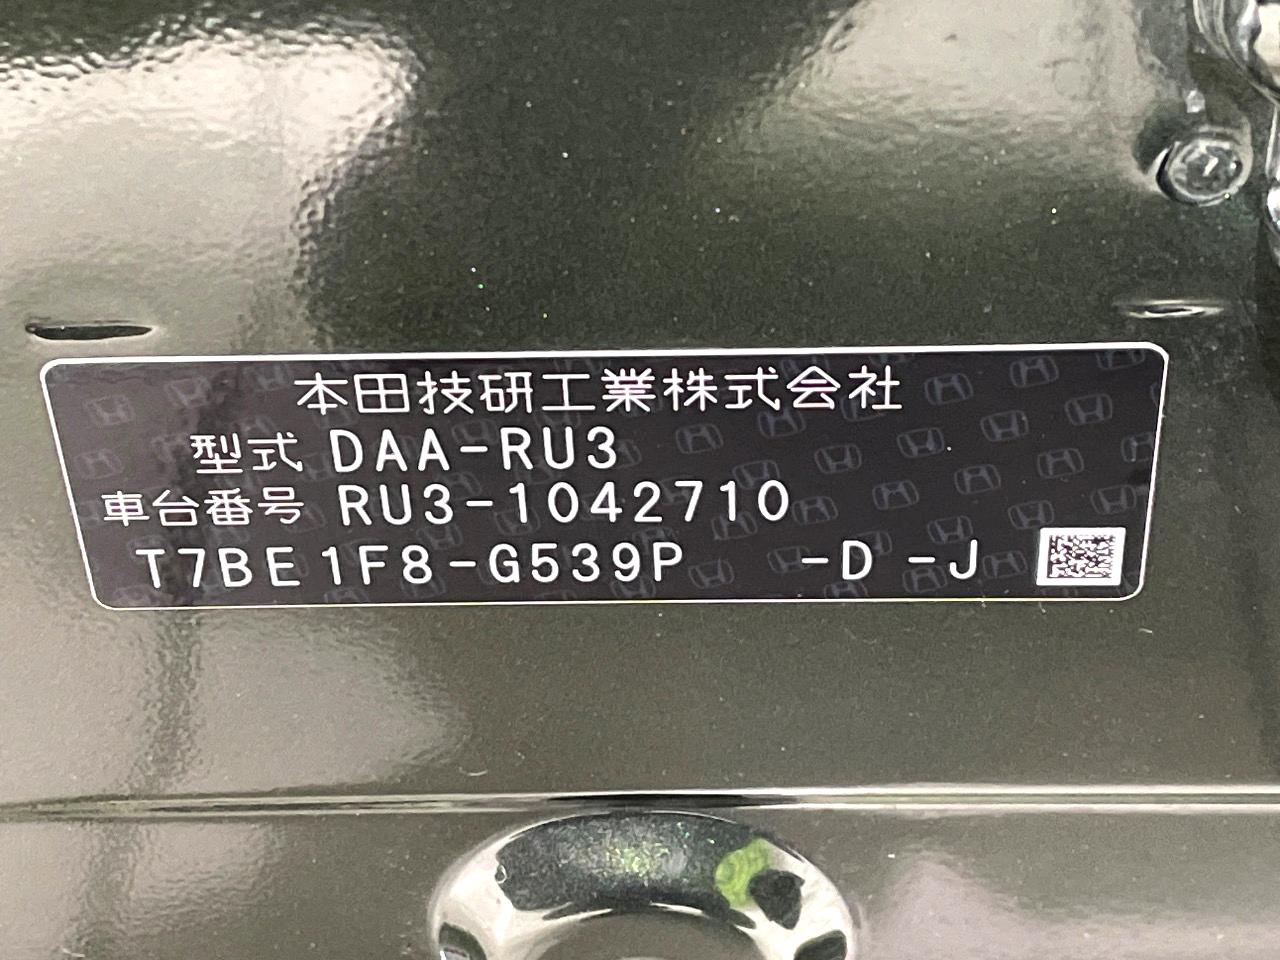 本田技研工業株式会社
型式 DAA-RU3
車台番号 RU3-1042710
T7BE1F8-G539P -D -J